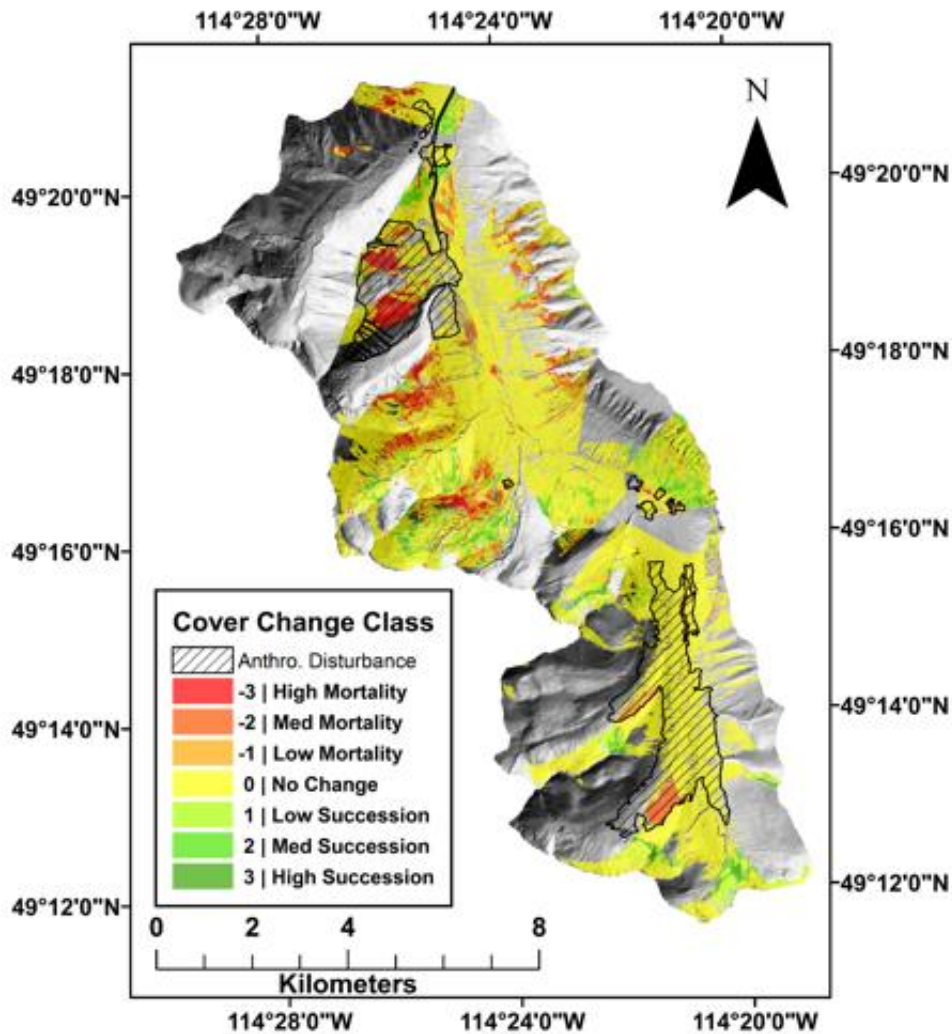 114°28'0"W 114°24'0"W 114°20'0"W
N
49°20'0"N 49°20'0"N
49°18'0"N 49°18'0"N
49°16'0"N 49°16'0"N
49°14'0"N 49°14'0"N
49°12'0"N 49°12'0"N
Cover Change Class
Anthro. Disturbance
-3 | High Mortality
-2 | Med Mortality
-1 | Low Mortality
0 | No Change
1 | Low Succession
2 | Med Succession
3 | High Succession
0 2 4 8
Kilometers
114°28'0"W 114°24'0"W 114°20'0"W